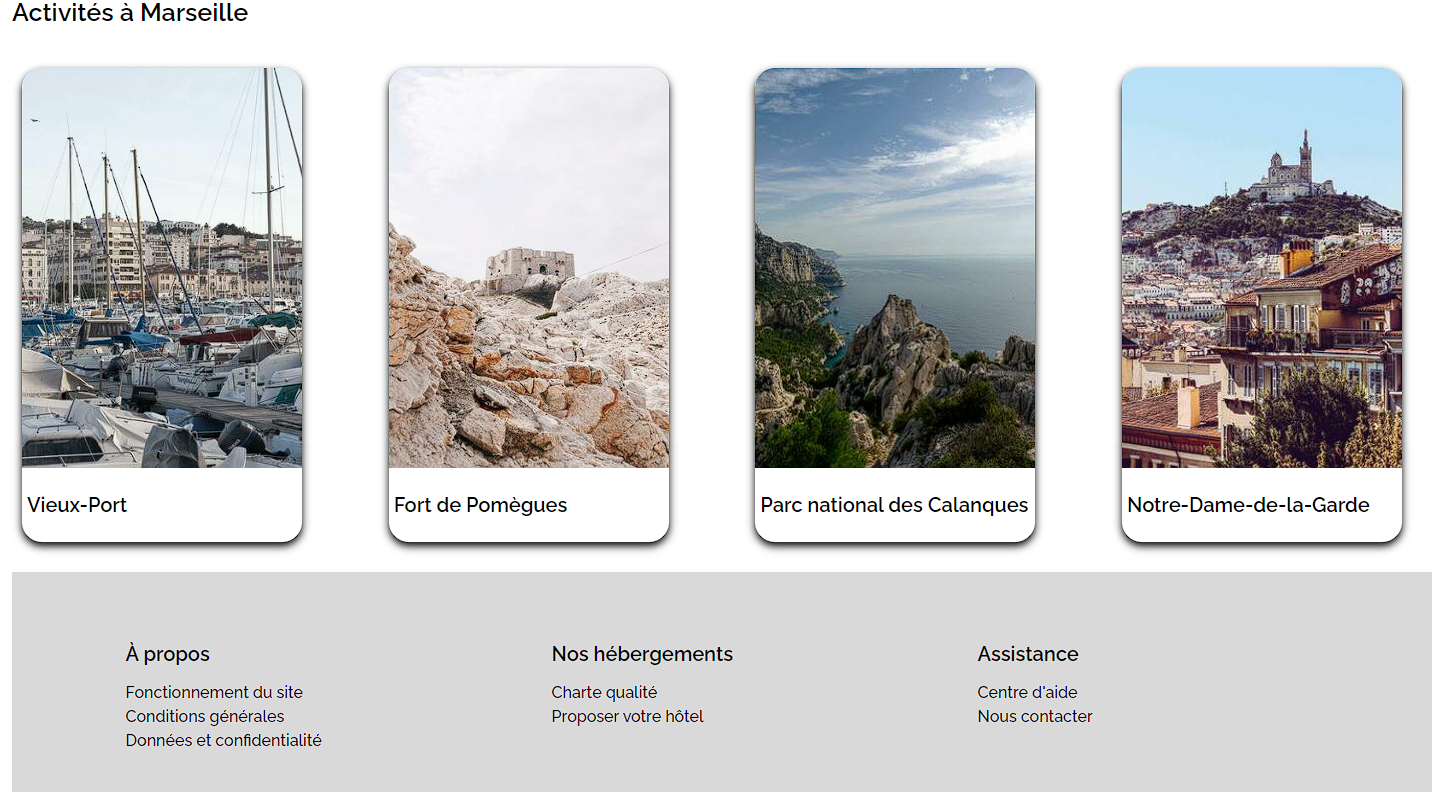 Activités à Marseille
Vieux-Port
Fort de Pomègues
Parc national des Calanques
Notre-Dame-de-la-Garde
À propos
Fonctionnement du site
Conditions générales
Données et confidentialité
Nos hébergements
Charte qualité
Proposer votre hôtel
Assistance
Centre d'aide
Nous contacter